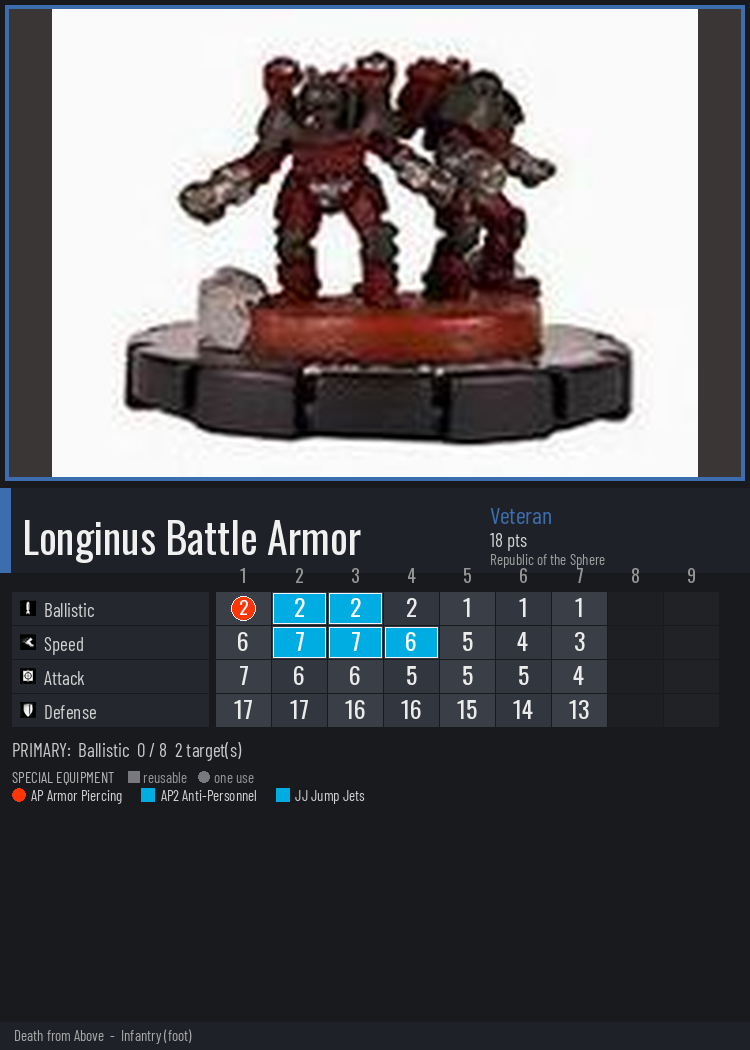 Longinus Battle Armor
Veteran
18 pts
Republic of the Sphere
1 2 3 4 5 6 7 8 9
Ballistic 2 2 2 2 1 1 1
Speed 6 7 7 6 5 4 3
Attack 7 6 6 5 5 5 4
Defense 17 17 16 16 15 14 13
PRIMARY: Ballistic 0 / 8 2 target(s)
SPECIAL EQUIPMENT reusable one use
AP Armor Piercing AP2 Anti-Personnel JJ Jump Jets
Death from Above - Infantry (foot)